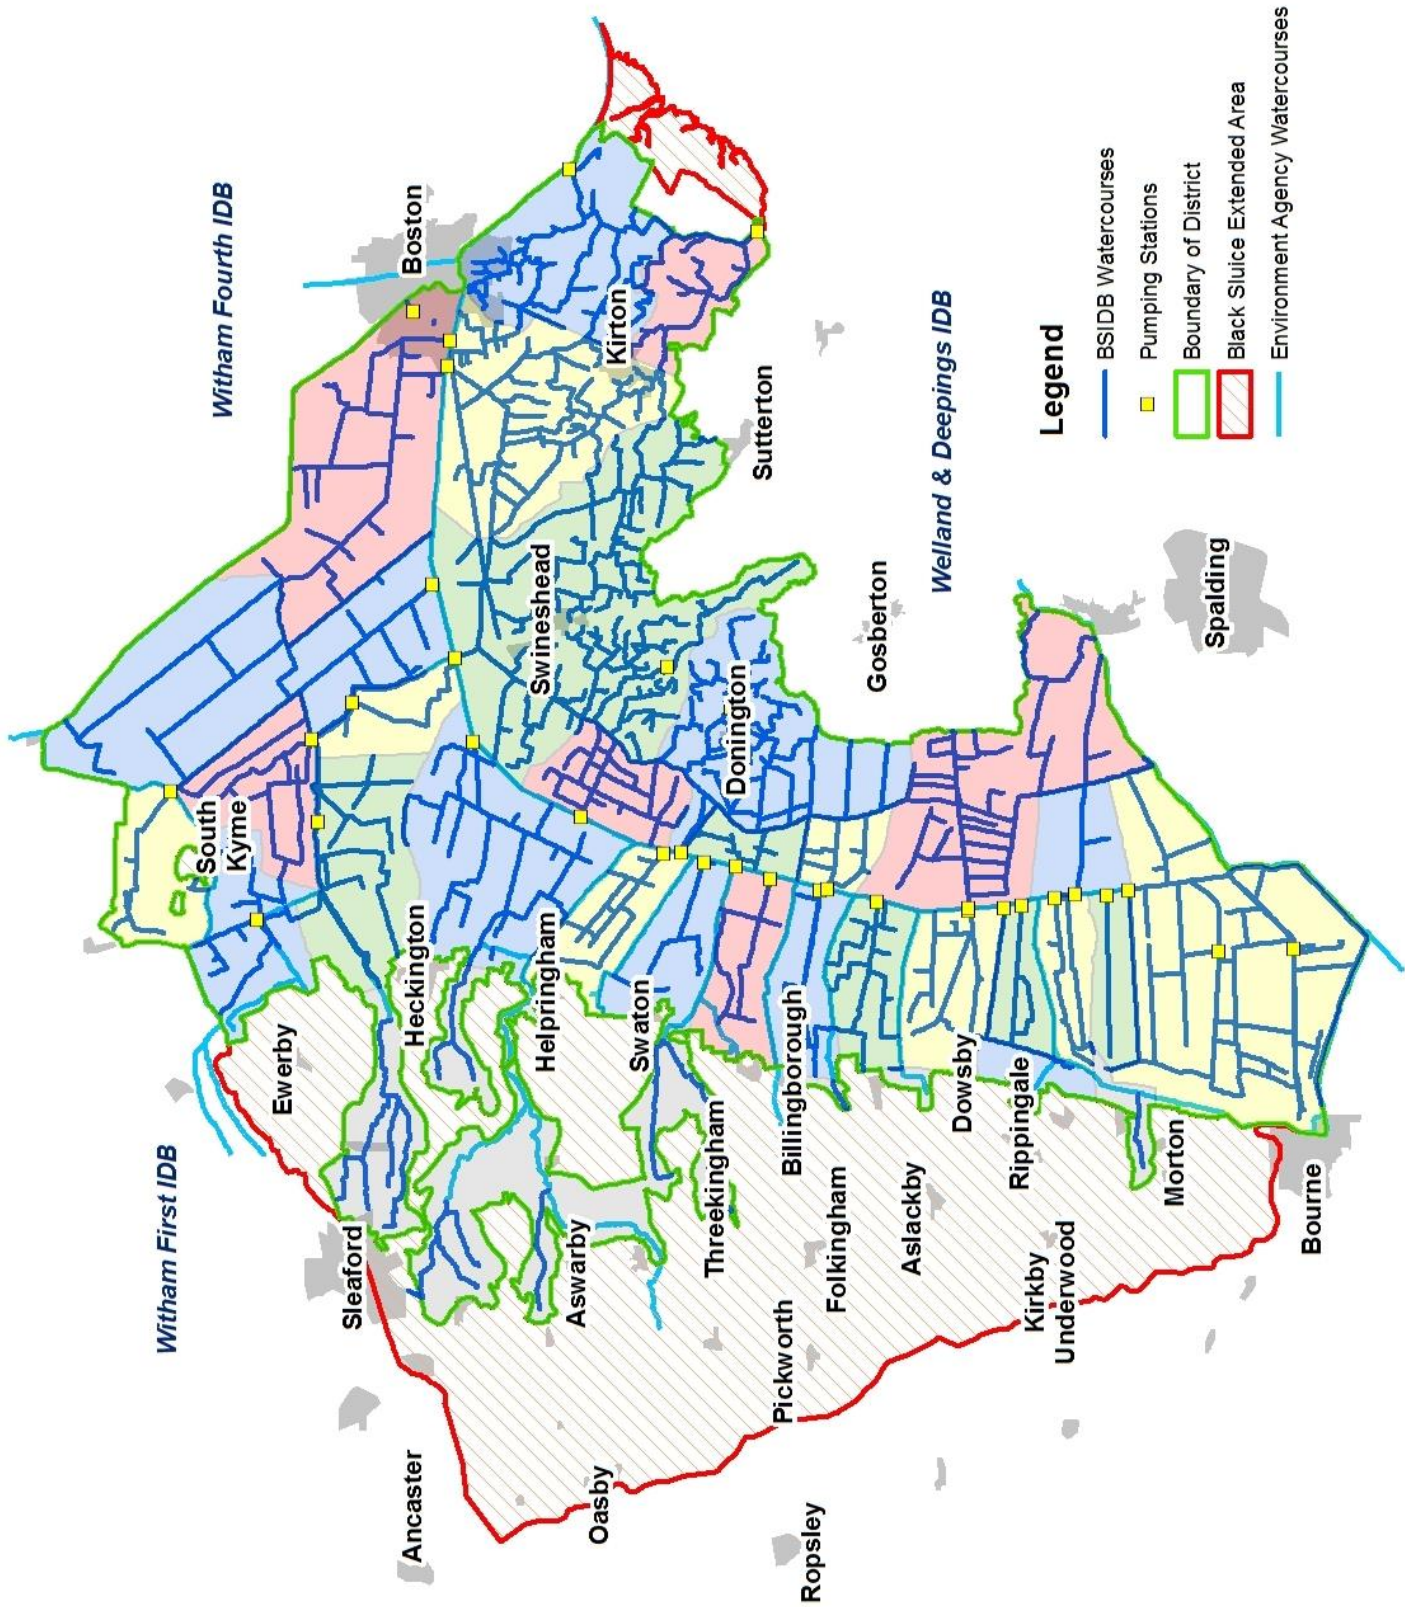 Witham First IDB
Witham Fourth IDB
Welland & Deepings IDB
Ancaster
Sleaford
Ewerby
South
Kyme
Boston
Heckington
Helpringham
Swineshead
Kirton
Oasby
Aswarby
Swaton
Threekingham
Donington
Sutterton
Ropsley
Pickworth
Folkingham
Billingborough
Gosberton
Aslackby
Dowsby
Rippingale
Kirkby
Underwood
Morton
Spalding
Bourne
Legend
BSIDB Watercourses
Pumping Stations
Boundary of District
Black Sluice Extended Area
Environment Agency Watercourses